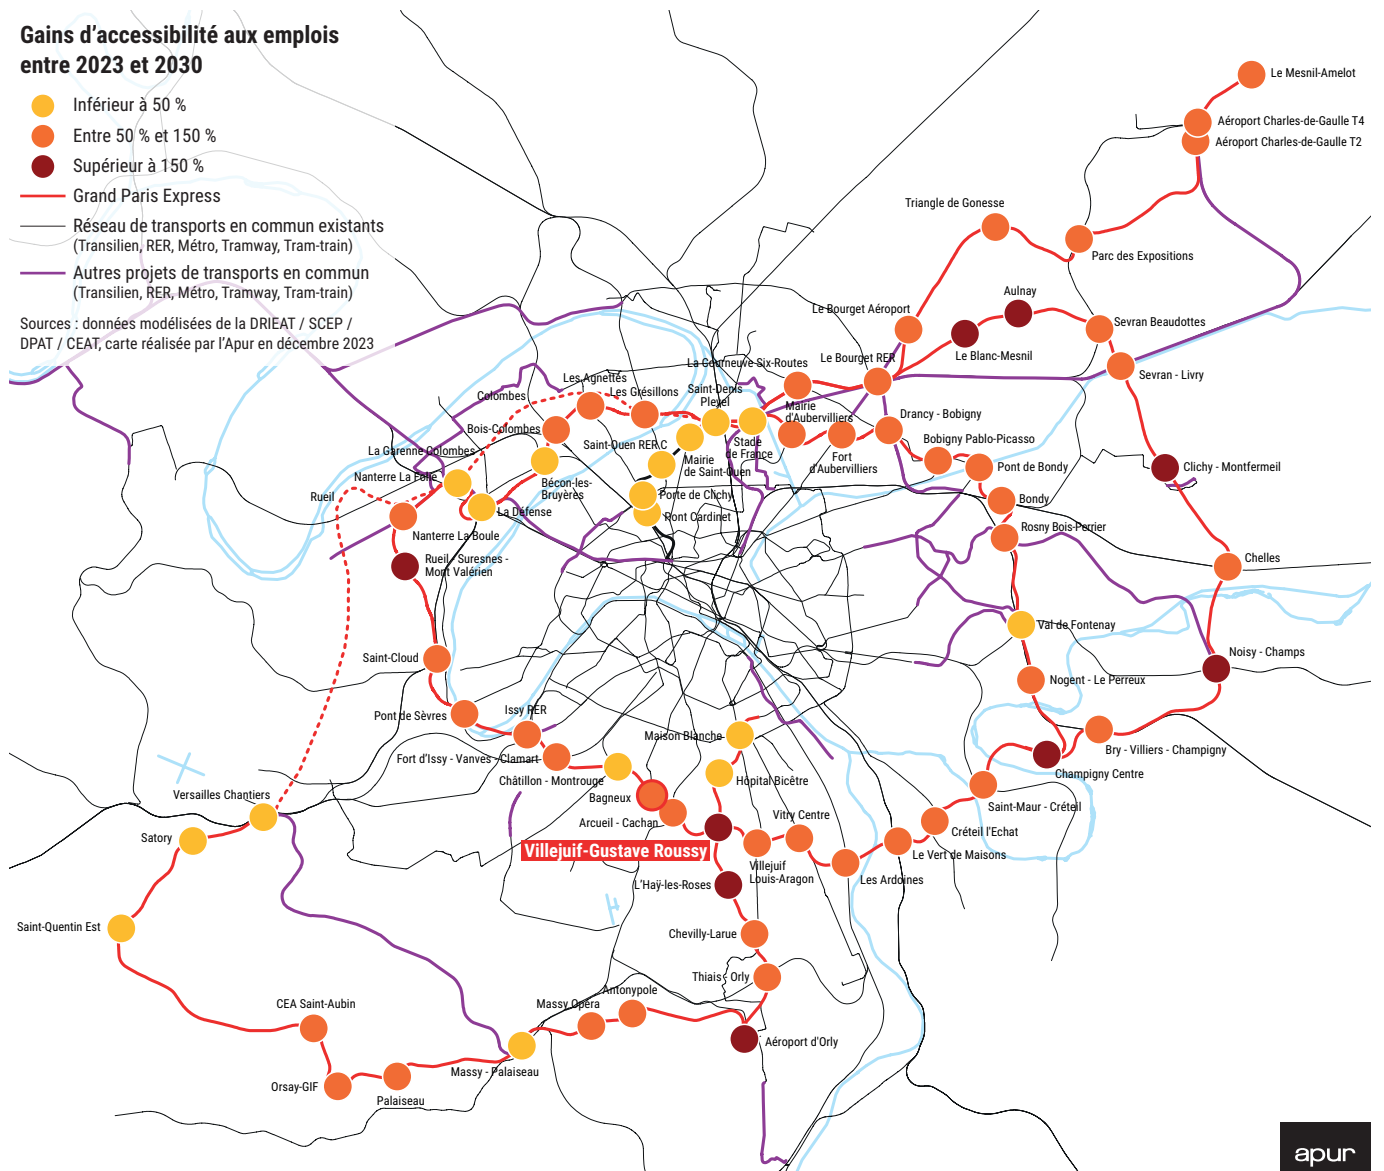 Gains d’accessibilité aux emplois
entre 2023 et 2030
Inférieur à 50 %
Entre 50 % et 150 %
Supérieur à 150 %
Grand Paris Express
Réseau de transports en commun existants
(Transilien, RER, Métro, Tramway, Tram-train)
Autres projets de transports en commun
(Transilien, RER, Métro, Tramway, Tram-train)
Sources : données modélisées de la DRIEAT / SCEP /
DPAT / CEAT, carte réalisée par l’Apur en décembre 2023
Le Mesnil-Amelot
Aéroport Charles-de-Gaulle T4
Aéroport Charles-de-Gaulle T2
Triangle de Gonesse
Parc des Expositions
Aulnay
Le Bourget Aéroport
Sevran Beaudottes
Le Blanc-Mesnil
Le Bourget RER
La Courneuve Six-Routes
Sevran - Livry
Les Agnettes
Les Grésillons
Saint-Denis
Pleyel
Colombes
Mairie
d'Aubervilliers
Drancy - Bobigny
Bois-Colombes
Stade
de France
Fort
d'Aubervilliers
Bobigny Pablo-Picasso
Saint-Ouen RER C
Mairie
de Saint-Ouen
La Garenne Colombes
Pont de Bondy
Clichy - Montfermeil
Nanterre La Folie
Bécon-les-
Bruyères
Porte de Clichy
Rueil
Bondy
La Défense
Pont Cardinet
Rosny Bois-Perrier
Nanterre La Boule
Rueil - Suresnes -
Mont Valérien
Chelles
Val de Fontenay
Saint-Cloud
Noisy - Champs
Nogent - Le Perreux
Pont de Sèvres
Issy RER
Maison Blanche
Bry - Villiers - Champigny
Fort d’Issy - Vanves - Clamart
Champigny Centre
Châtillon - Montrouge
Hôpital Bicêtre
Versailles Chantiers
Bagneux
Saint-Maur - Créteil
Arcueil - Cachan
Vitry Centre
Créteil l'Echat
Satory
Villejuif-Gustave Roussy
Le Vert de Maisons
Villejuif
Louis-Aragon
Les Ardoines
L’Haÿ-les-Roses
Saint-Quentin Est
Chevilly-Larue
Thiais - Orly
Antonypole
CEA Saint-Aubin
Massy Opéra
Aéroport d'Orly
Massy - Palaiseau
Orsay-GIF
Palaiseau
apur